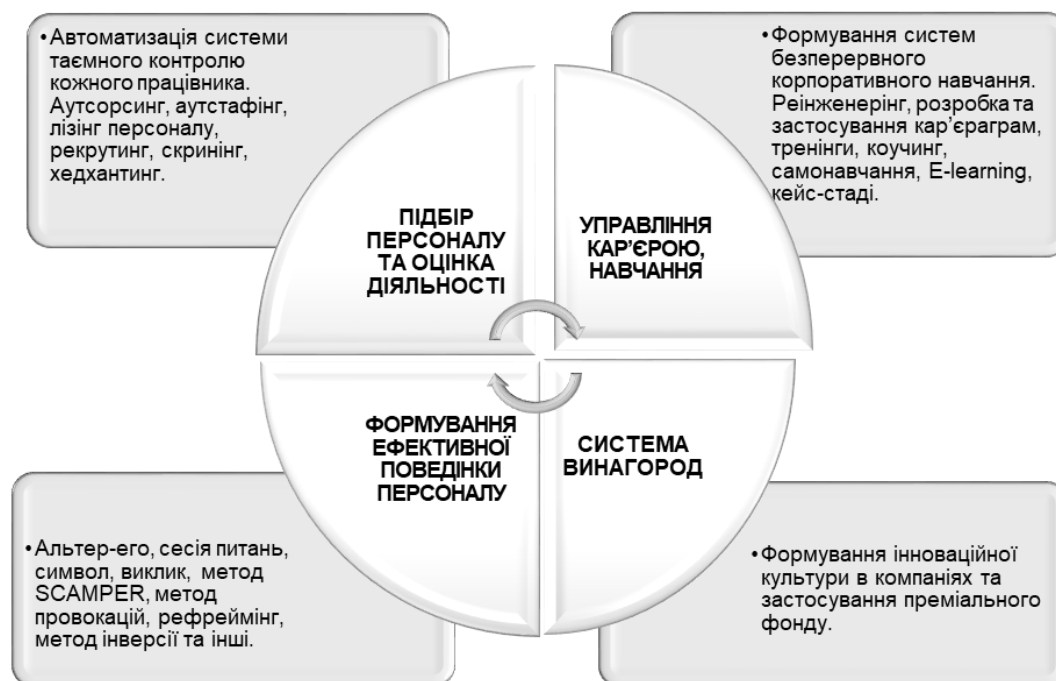 •Автоматизація системи
таємного контролю
кожного працівника.
Аутсорсинг, аутстафінг,
лізінг персоналу,
рекрутинг, скринінг,
хедхантинг.
•Формування систем
безперервного
корпоративного навчання.
Реінженерінг, розробка та
застосування кар’єраграм,
тренінги, коучинг,
самонавчання, E-learning,
кейс-стаді.
ПІДБІР
ПЕРСОНАЛУ
ТА ОЦІНКА
ДІЯЛЬНОСТІ
УПРАВЛІННЯ
КАР’ЄРОЮ,
НАВЧАННЯ
ФОРМУВАННЯ
ЕФЕКТИВНОЇ
ПОВЕДІНКИ
ПЕРСОНАЛУ
СИСТЕМА
ВИНАГОРОД
•Альтер-его, сесія питань,
символ, виклик, метод
SCAMPER, метод
провокацій, рефреймінг,
метод інверсії та інші.
•Формування інноваційної
культури в компаніях та
застосування преміального
фонду.